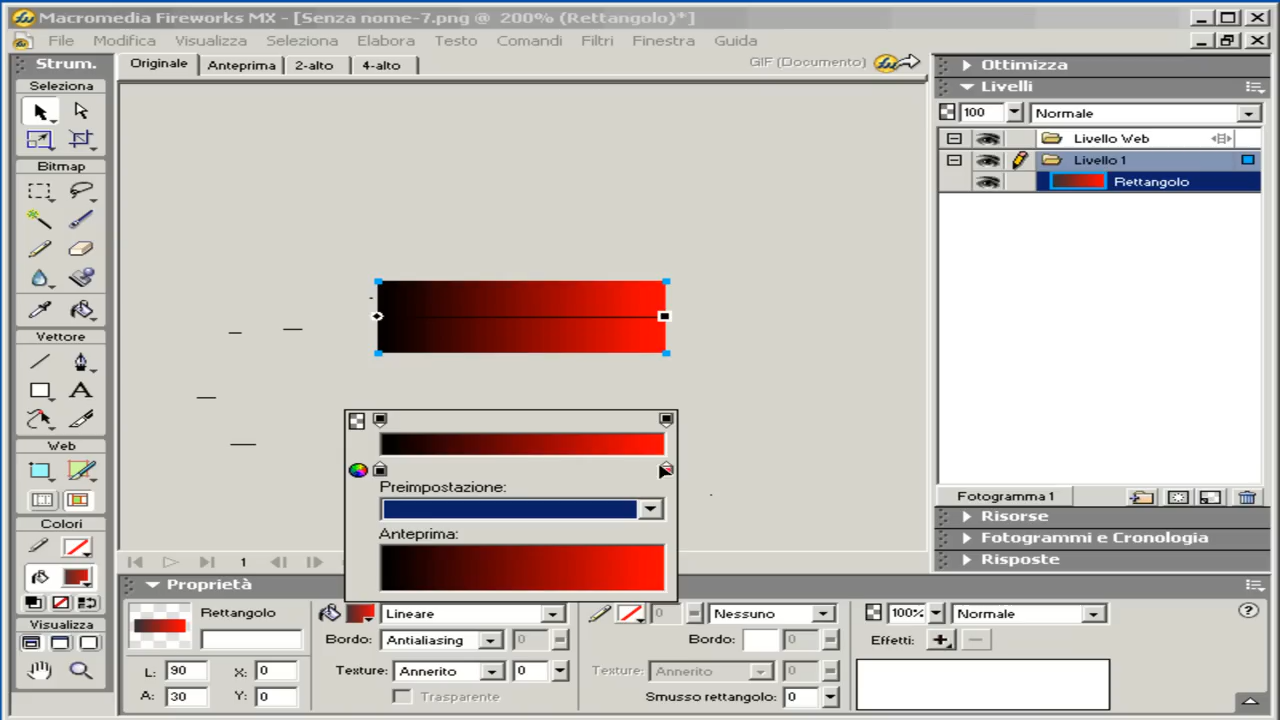 Macromedia Fireworks MX - [Senza nome-7.png @ 200% (Rettangolo)*]
File Modifica Visualizza Seleziona Elabora Testo Comandi Filtri Finestra Guida
Strum.
Originale Anteprima 2-alto 4-alto GIF (Documento)
Ottimizza
Livelli
Seleziona
100 Normale
Livello Web
Livello 1
Rettangolo
Bitmap
Vettore
Web
Preimpostazione:
Anteprima:
Fotogramma 1
Risorse
Colori
Fotogrammi e Cronologia
Risposte
1
Proprietà
Rettangolo Lineare 0 Nessuno 100% Normale
Visualizza
Bordo: Antialiasing 0 Bordo: 0 Effetti:
L: 90 X: 0 Texture: Annerito 0 Texture: Annerito 0
A: 30 Y: 0 Trasparente Smusso rettangolo: 0